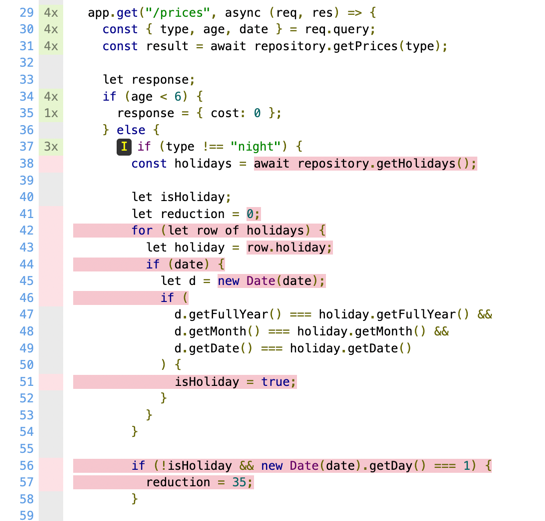 29 4x app.get("/prices", async (req, res) => {
30 4x const { type, age, date } = req.query;
31 4x const result = await repository.getPrices(type);
32
33 let response;
34 4x if (age < 6) {
35 1x response = { cost: 0 };
36 } else {
37 3x I if (type !== "night") {
38 const holidays = await repository.getHolidays();
39
40 let isHoliday;
41 let reduction = 0;
42 for (let row of holidays) {
43 let holiday = row.holiday;
44 if (date) {
45 let d = new Date(date);
46 if (
47 d.getFullYear() === holiday.getFullYear() &&
48 d.getMonth() === holiday.getMonth() &&
49 d.getDate() === holiday.getDate()
50 ) {
51 isHoliday = true;
52 }
53 }
54 }
55
56 if (!isHoliday && new Date(date).getDay() === 1) {
57 reduction = 35;
58 }
59